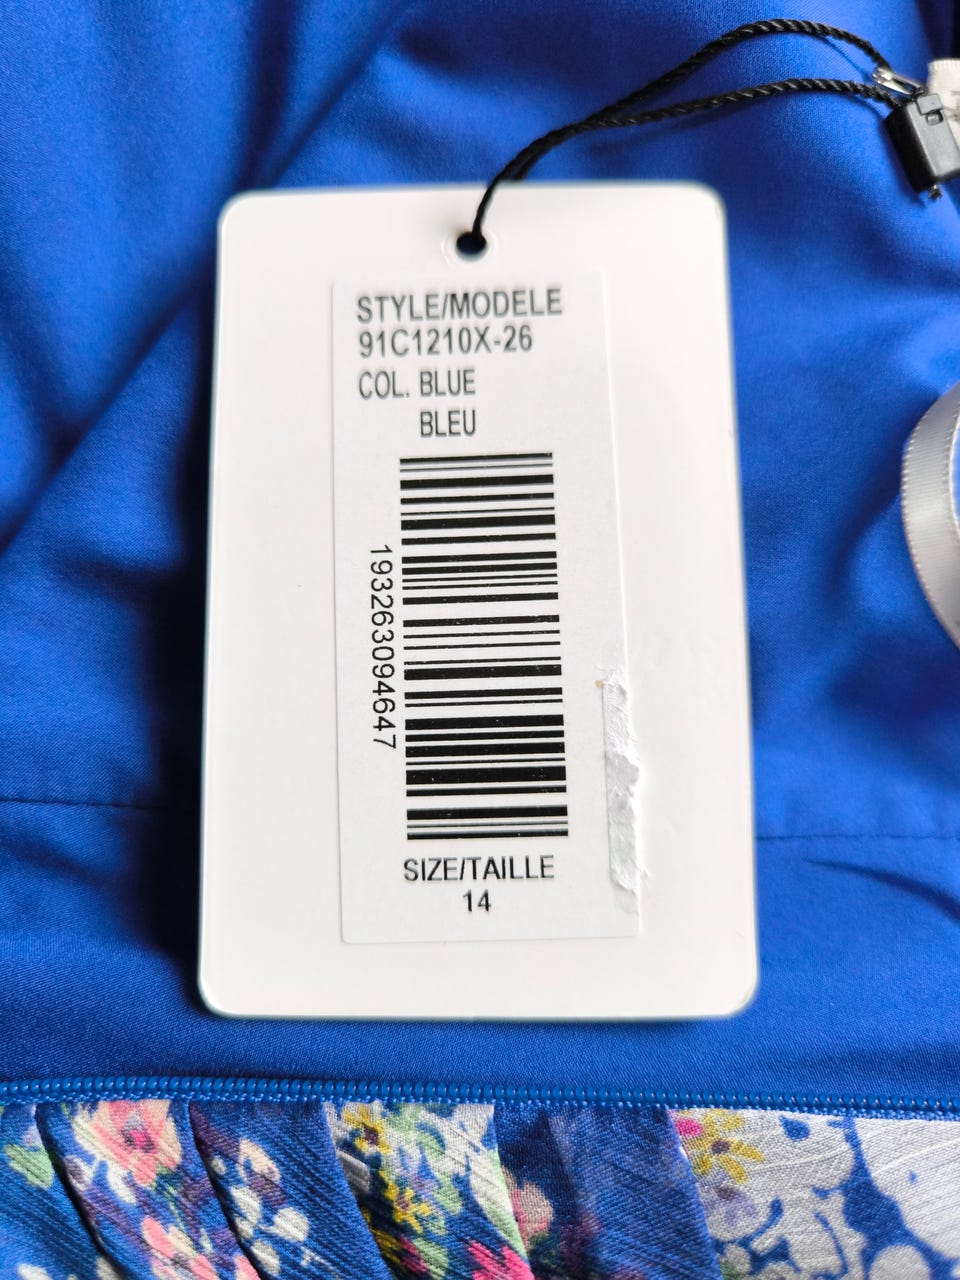 STYLE/MODELE
91C1210X-26
COL. BLUE
BLEU
193263094647
SIZE/TAILLE
14